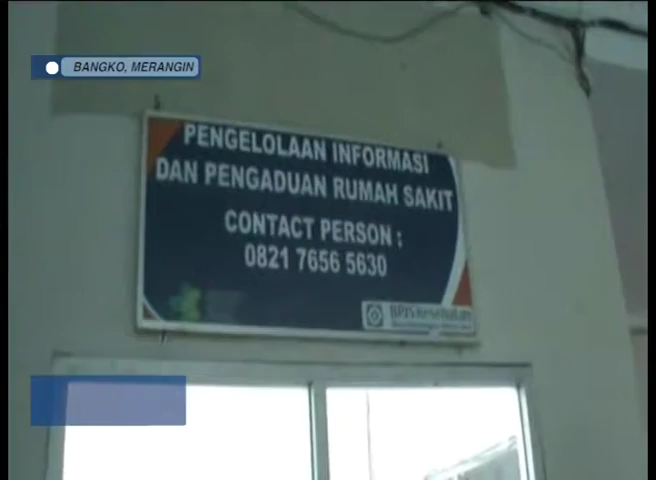 BANGKO, MERANGIN
PENGELOLAAN INFORMASI
DAN PENGADUAN RUMAH SAKIT
CONTACT PERSON :
0821 7656 5630
BPJS Kesehatan